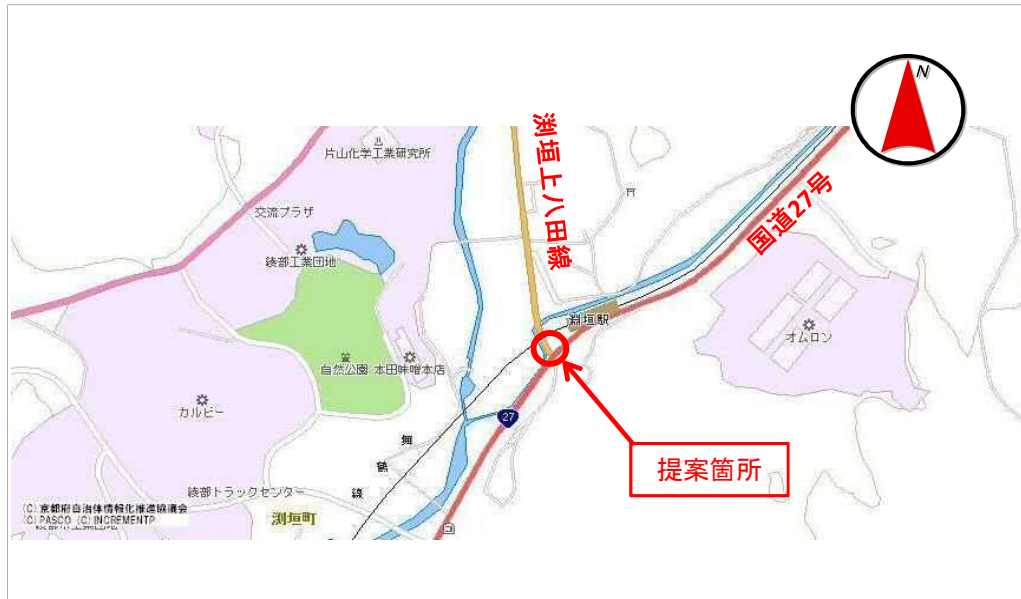 N
渕垣上八田線
国道27号
片山化学工業研究所
交流プラザ
綾部工業団地
淵垣駅
オムロン
自然公園 本田味噌本店
カルビー
27
舞
鶴
線
提案箇所
綾部トラックセンター
渕垣町
(C) 京都府自治体情報化推進協議会
(C) PASCO (C) INCREMENTP